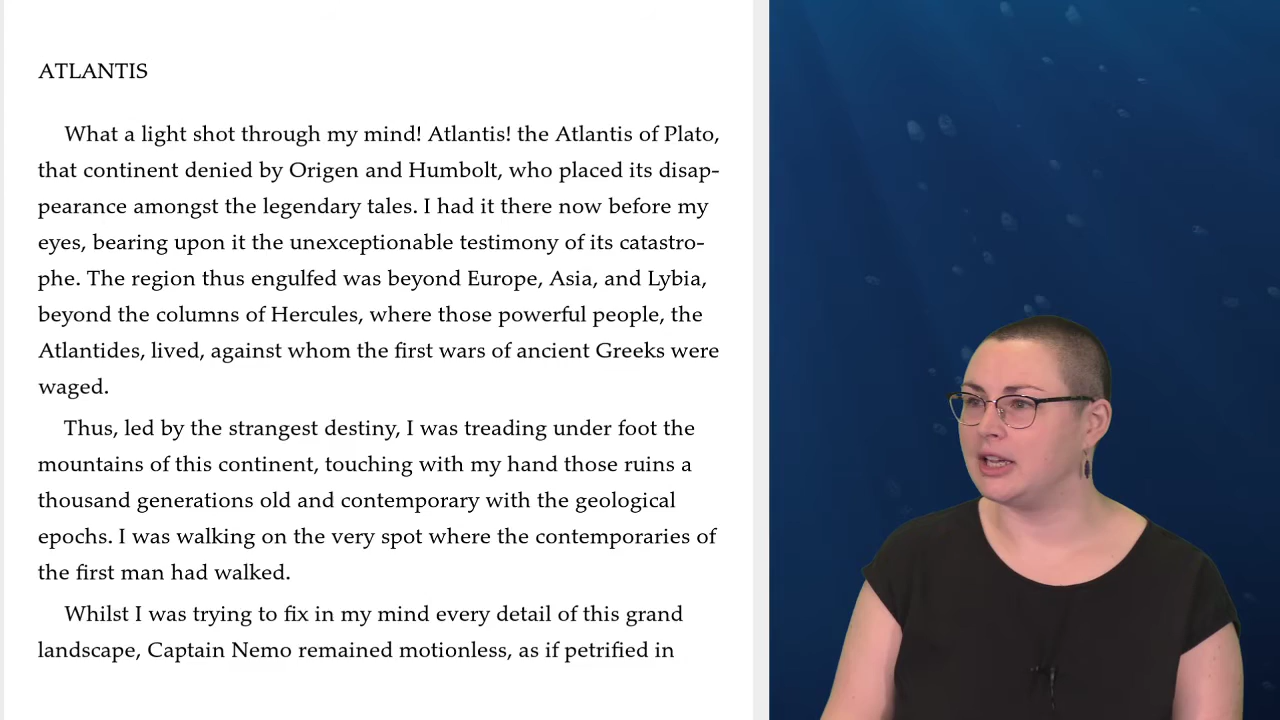 ATLANTIS
What a light shot through my mind! Atlantis! the Atlantis of Plato,
that continent denied by Origen and Humbolt, who placed its disap-
pearance amongst the legendary tales. I had it there now before my
eyes, bearing upon it the unexceptionable testimony of its catastro-
phe. The region thus engulfed was beyond Europe, Asia, and Lybia,
beyond the columns of Hercules, where those powerful people, the
Atlantides, lived, against whom the first wars of ancient Greeks were
waged.
Thus, led by the strangest destiny, I was treading under foot the
mountains of this continent, touching with my hand those ruins a
thousand generations old and contemporary with the geological
epochs. I was walking on the very spot where the contemporaries of
the first man had walked.
Whilst I was trying to fix in my mind every detail of this grand
landscape, Captain Nemo remained motionless, as if petrified in